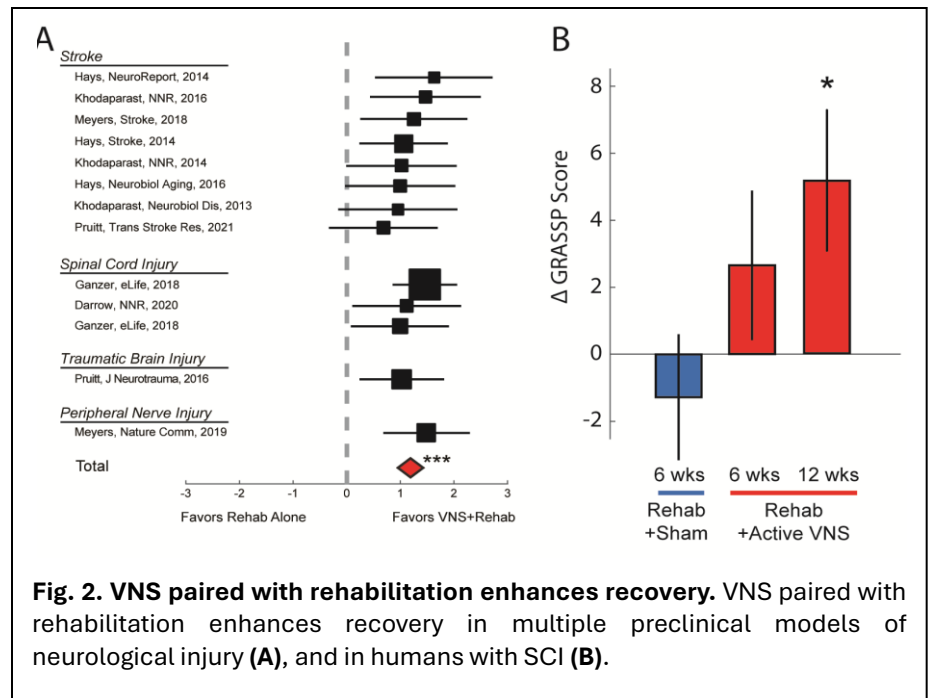 A
Stroke
Hays, NeuroReport, 2014
Khodaparast, NNR, 2016
Meyers, Stroke, 2018
Hays, Stroke, 2014
Khodaparast, NNR, 2014
Hays, Neurobiol Aging, 2016
Khodaparast, Neurobiol Dis, 2013
Pruitt, Trans Stroke Res, 2021
Spinal Cord Injury
Ganzer, eLife, 2018
Darrow, NNR, 2020
Ganzer, eLife, 2018
Traumatic Brain Injury
Pruitt, J Neurotrauma, 2016
Peripheral Nerve Injury
Meyers, Nature Comm, 2019
Total
***
-3 -2 -1 0 1 2 3
Favors Rehab Alone Favors VNS+Rehab
B
Δ GRASSP Score
8
6
4
2
0
-2
*
6 wks 6 wks 12 wks
Rehab
+Sham
Rehab
+Active VNS
Fig. 2. VNS paired with rehabilitation enhances recovery. VNS paired with
rehabilitation enhances recovery in multiple preclinical models of
neurological injury (A), and in humans with SCI (B).